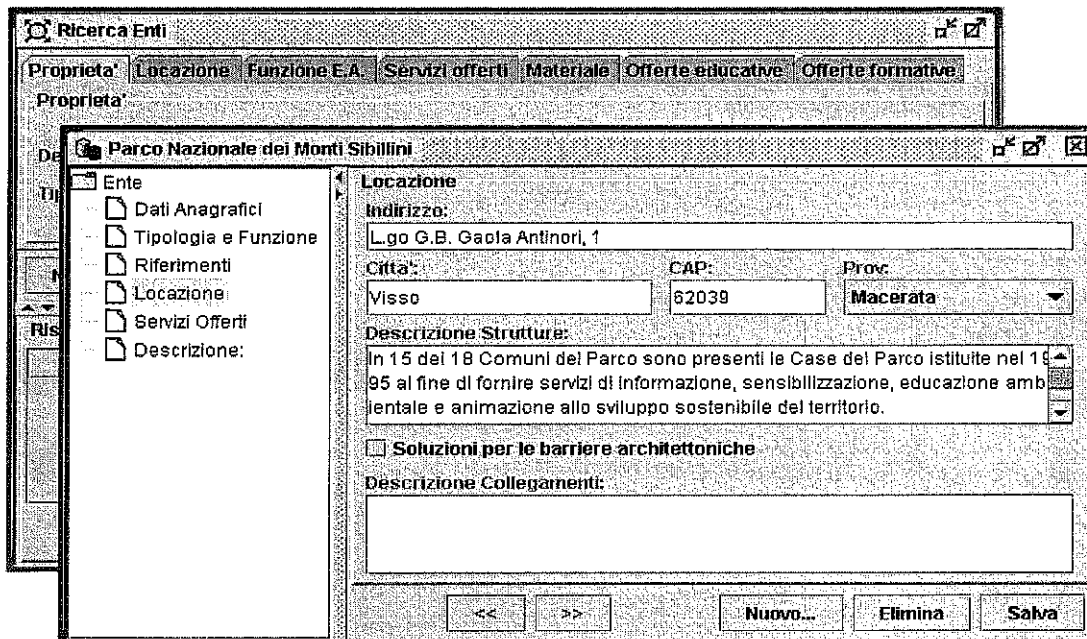 Ricerca Enti
Proprieta' Locazione Funzione E.A. Servizi offerti Materiale Offerte educative Offerte formative
Proprieta'
De
Tip
N
Ris
Parco Nazionale dei Monti Sibillini
Ente
Dati Anagrafici
Tipologia e Funzione
Riferimenti
Locazione
Servizi Offerti
Descrizione:
Locazione
Indirizzo:
L.go G.B. Gaola Antinori, 1
Citta': CAP: Prov:
Visso 62039 Macerata
Descrizione Strutture:
In 15 dei 18 Comuni del Parco sono presenti le Case del Parco istituite nel 19
95 al fine di fornire servizi di informazione, sensibilizzazione, educazione amb
ientale e animazione allo sviluppo sostenibile del territorio.
Soluzioni per le barriere architettoniche
Descrizione Collegamenti:
<< >> Nuovo... Elimina Salva